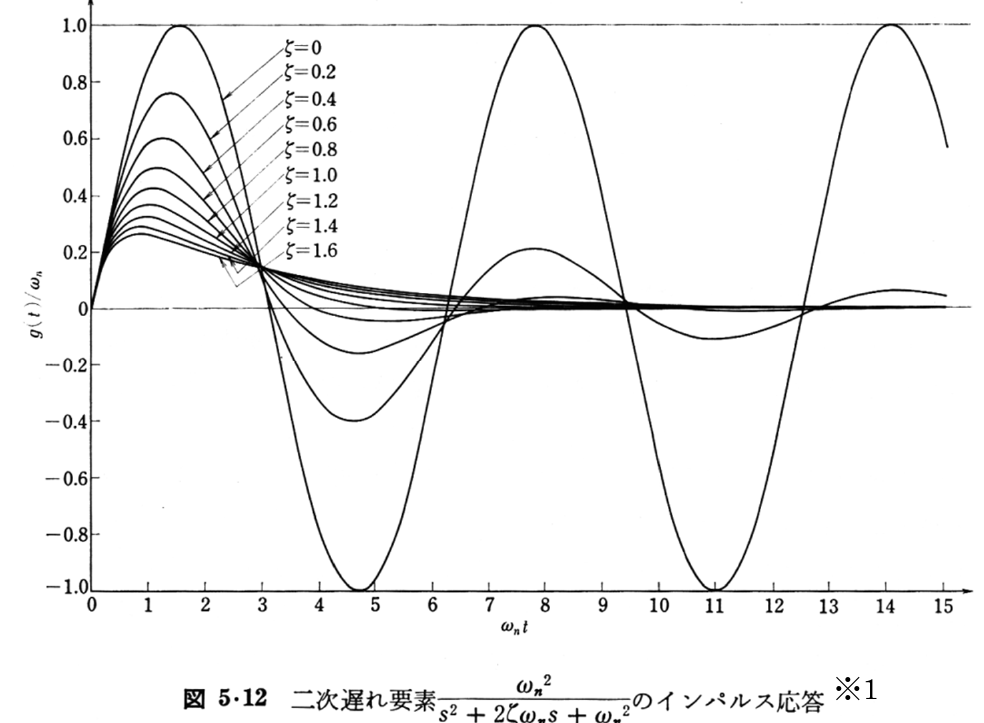 1.0
0.8
0.6
0.4
0.2
0
−0.2
−0.4
−0.6
−0.8
−1.0
g(t)/ωₙ
ζ=0
ζ=0.2
ζ=0.4
ζ=0.6
ζ=0.8
ζ=1.0
ζ=1.2
ζ=1.4
ζ=1.6
0 1 2 3 4 5 6 7 8 9 10 11 12 13 14 15
ωₙt
図 5·12 二次遅れ要素 ωₙ²/(s² + 2ζωₙs + ωₙ²) のインパルス応答 ※1